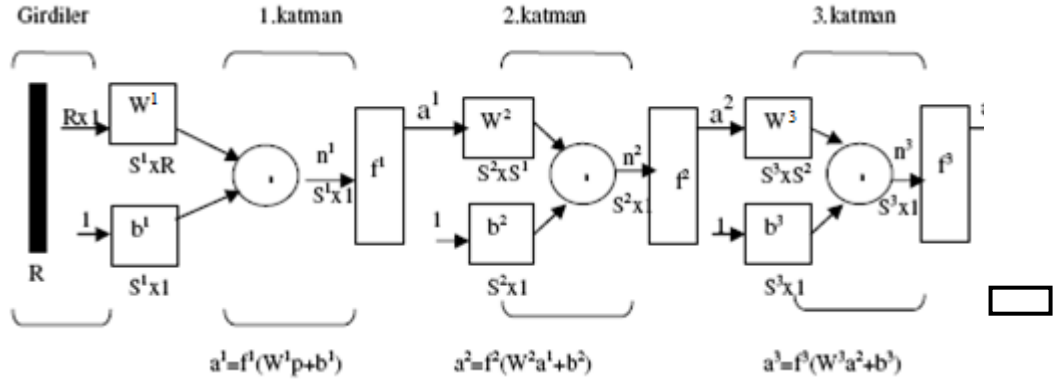 Girdiler 1.katman 2.katman 3.katman
Rx1 W¹ a¹ W² a² W³
S¹xR n¹ f¹ S²xS¹ n² f² S³xS² n³ f³
S¹x1 S²x1 S³x1
1 b¹ 1 b² 1 b³
R S¹x1 S²x1 S³x1
a¹=f¹(W¹p+b¹) a²=f²(W²a¹+b²) a³=f³(W³a²+b³)